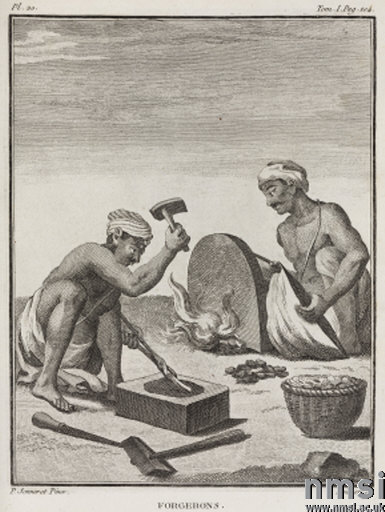 Pl. 20.
Tom. I. Pag. 104.
P. Sonnerat Pinx.
FORGERONS.
nmsi
www.nmsi.ac.uk